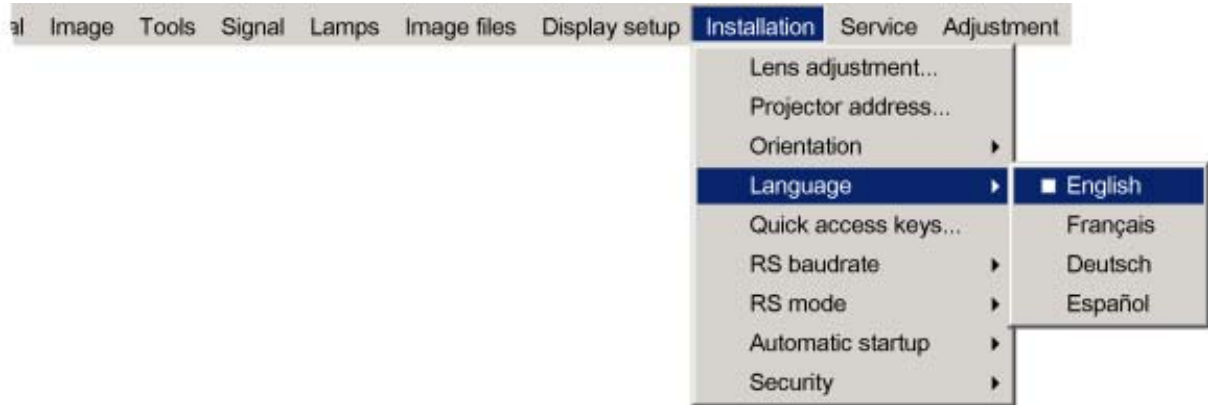 al Image Tools Signal Lamps Image files Display setup Installation Service Adjustment
Lens adjustment...
Projector address...
Orientation
Language
English
Quick access keys...
Français
RS baudrate
Deutsch
RS mode
Español
Automatic startup
Security